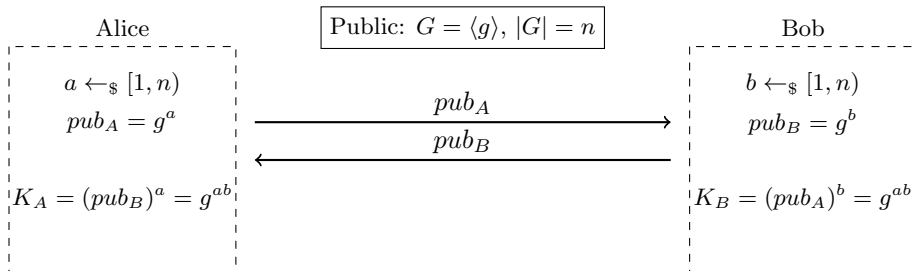 Alice
Public: G = ⟨g⟩, |G| = n
Bob
a ←$ [1, n)
b ←$ [1, n)
pub_A
pub_A = g^a
pub_B = g^b
pub_B
K_A = (pub_B)^a = g^{ab}
K_B = (pub_A)^b = g^{ab}